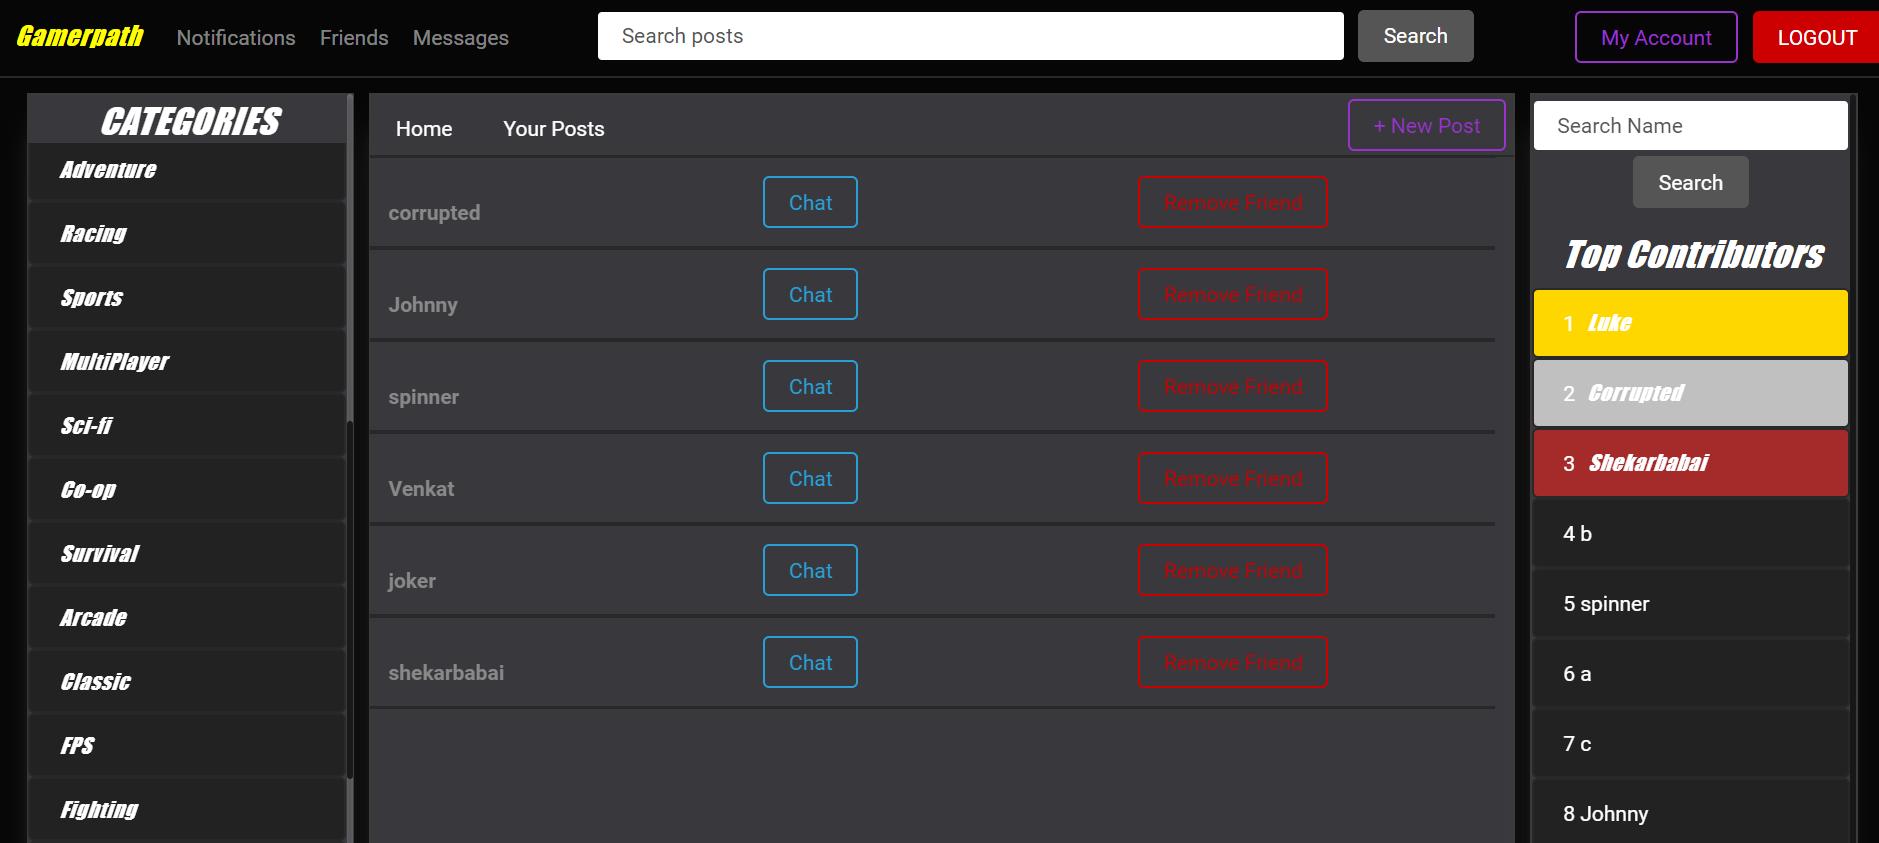 Gamerpath Notifications Friends Messages Search posts Search My Account LOGOUT
CATEGORIES
Adventure
Racing
Sports
MultiPlayer
Sci-fi
Co-op
Survival
Arcade
Classic
FPS
Fighting
Home Your Posts + New Post
corrupted Chat Remove Friend
Johnny Chat Remove Friend
spinner Chat Remove Friend
Venkat Chat Remove Friend
joker Chat Remove Friend
shekarbabai Chat Remove Friend
Search Name
Search
Top Contributors
1 Luke
2 Corrupted
3 Shekarbabai
4 b
5 spinner
6 a
7 c
8 Johnny